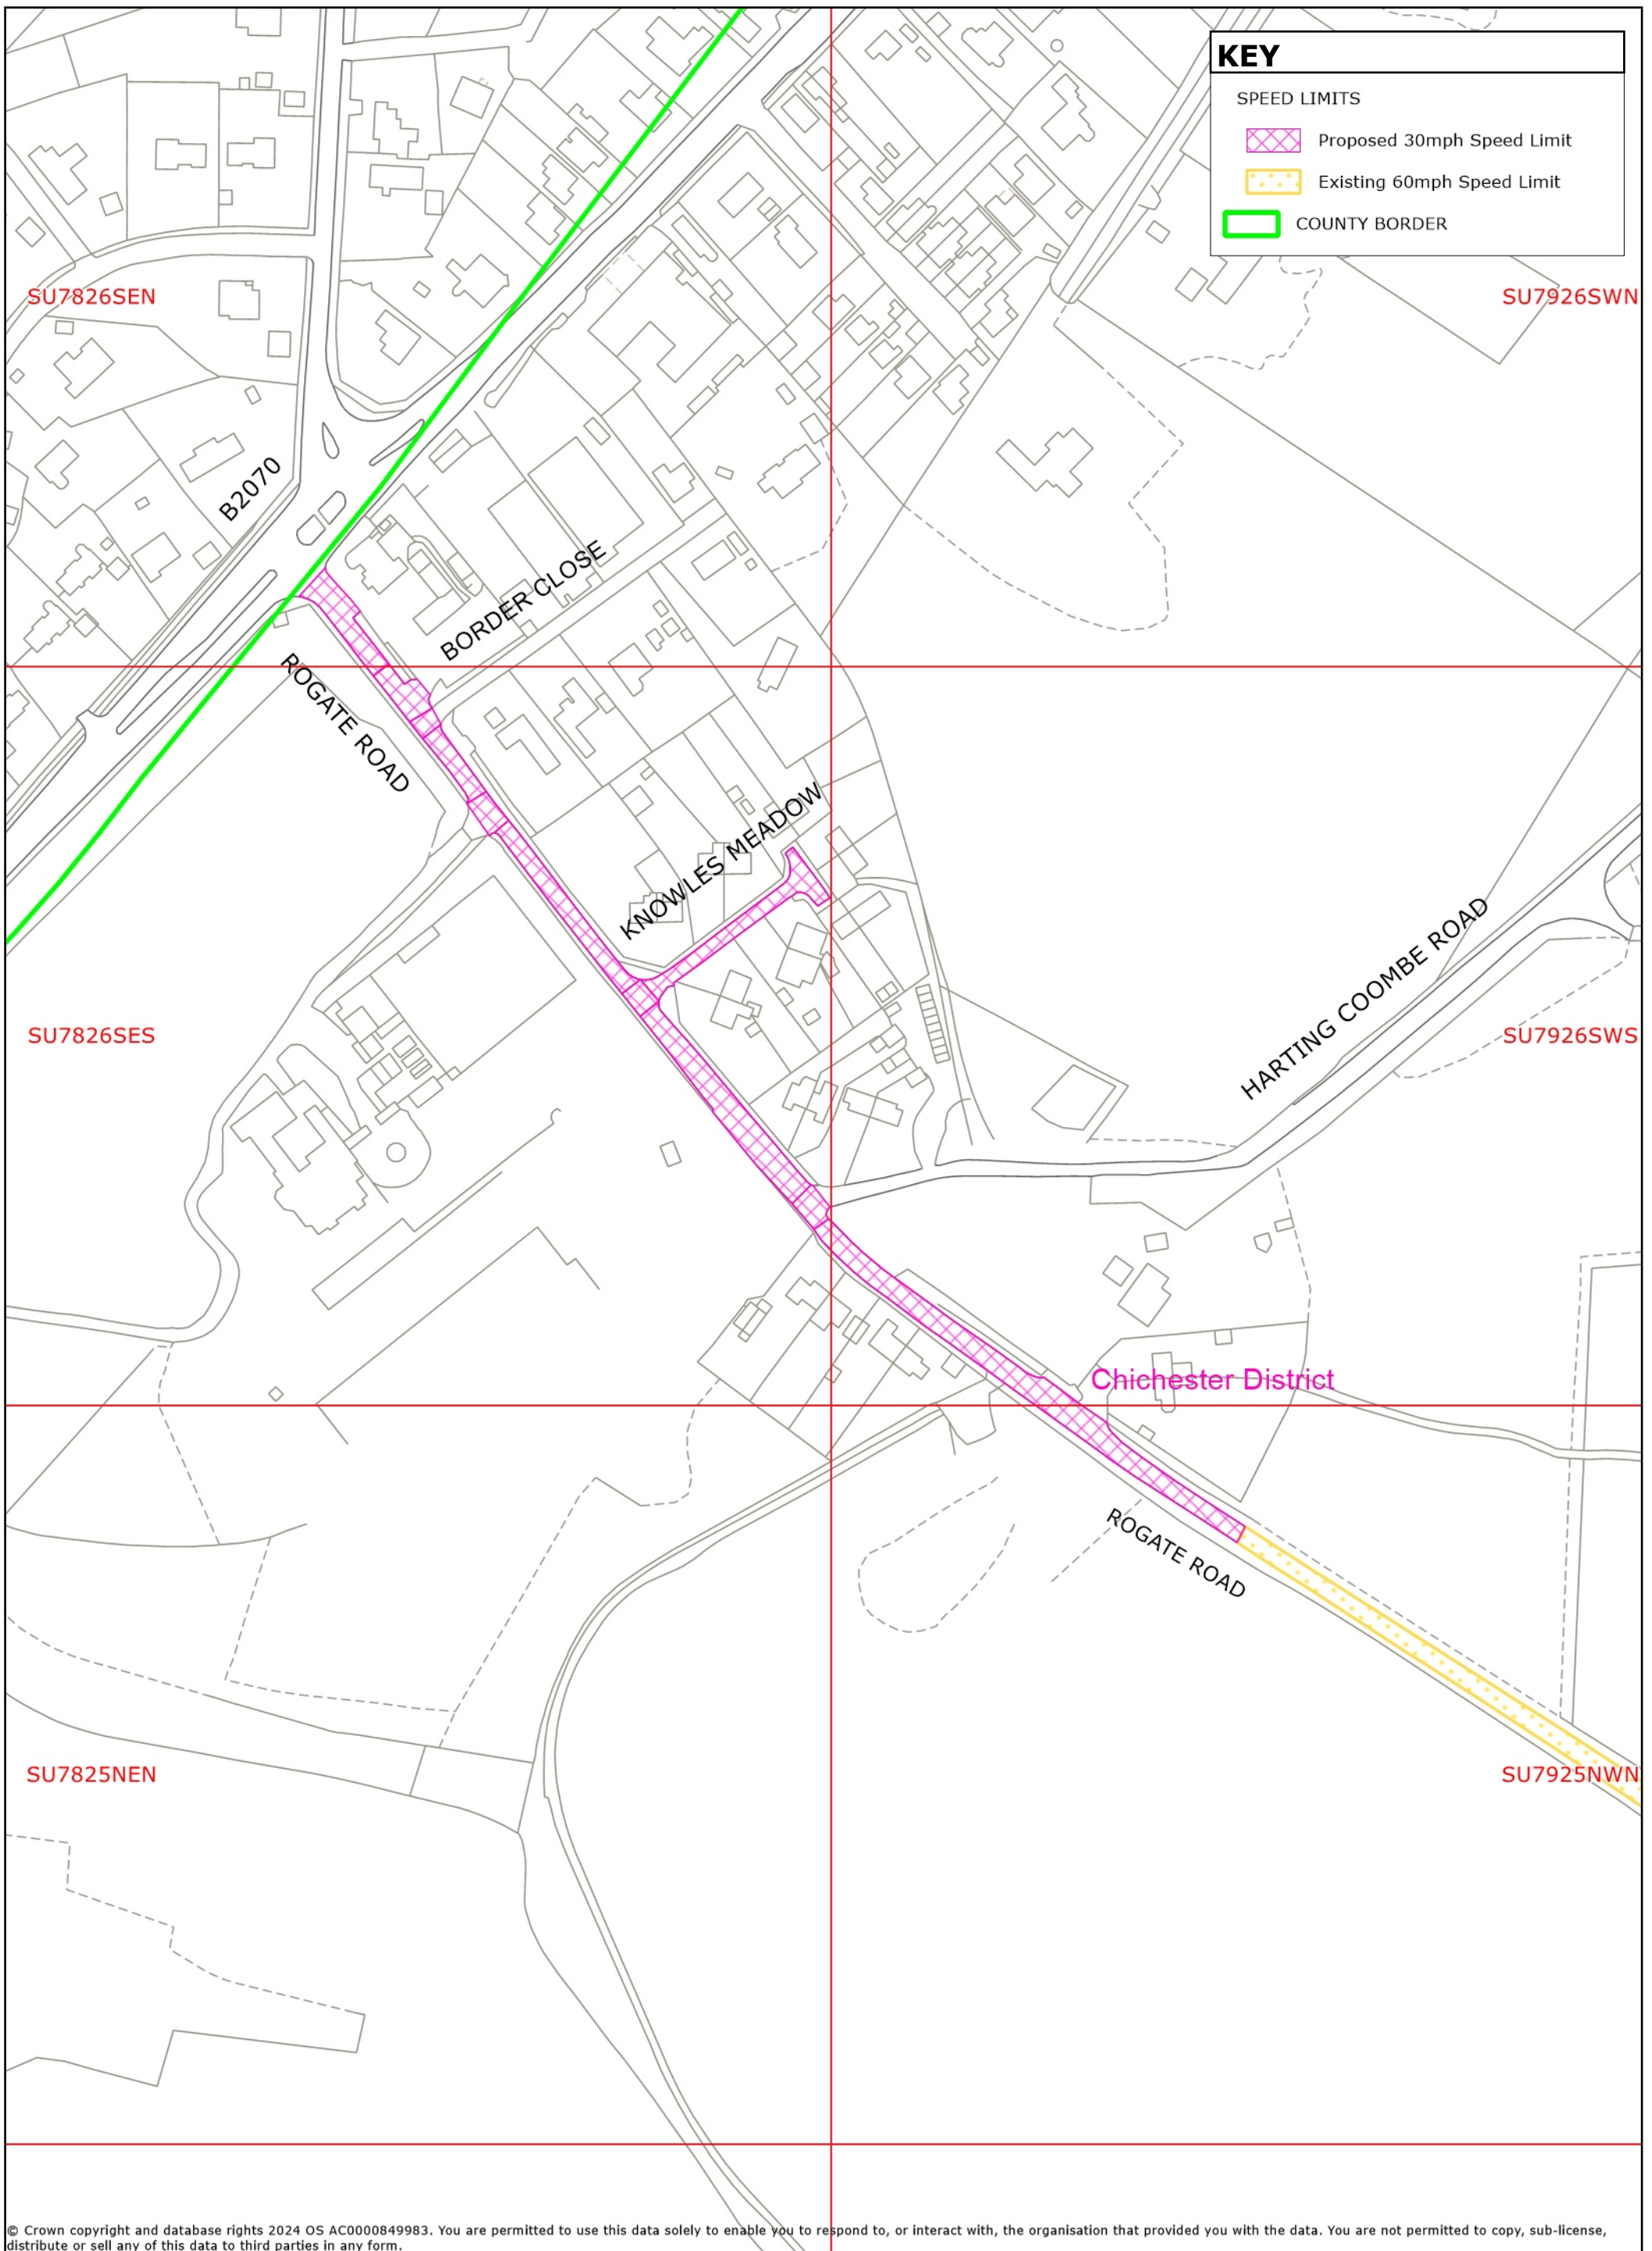 KEY
SPEED LIMITS
Proposed 30mph Speed Limit
Existing 60mph Speed Limit
COUNTY BORDER
SU7826SEN
SU7926SWN
B2070
BORDER CLOSE
ROGATE ROAD
KNOWLES MEADOW
HARTING COOMBE ROAD
SU7826SES
SU7926SWS
Chichester District
ROGATE ROAD
SU7825NEN
SU7925NWN
© Crown copyright and database rights 2024 OS AC0000849983. You are permitted to use this data solely to enable you to respond to, or interact with, the organisation that provided you with the data. You are not permitted to copy, sub-license,
distribute or sell any of this data to third parties in any form.